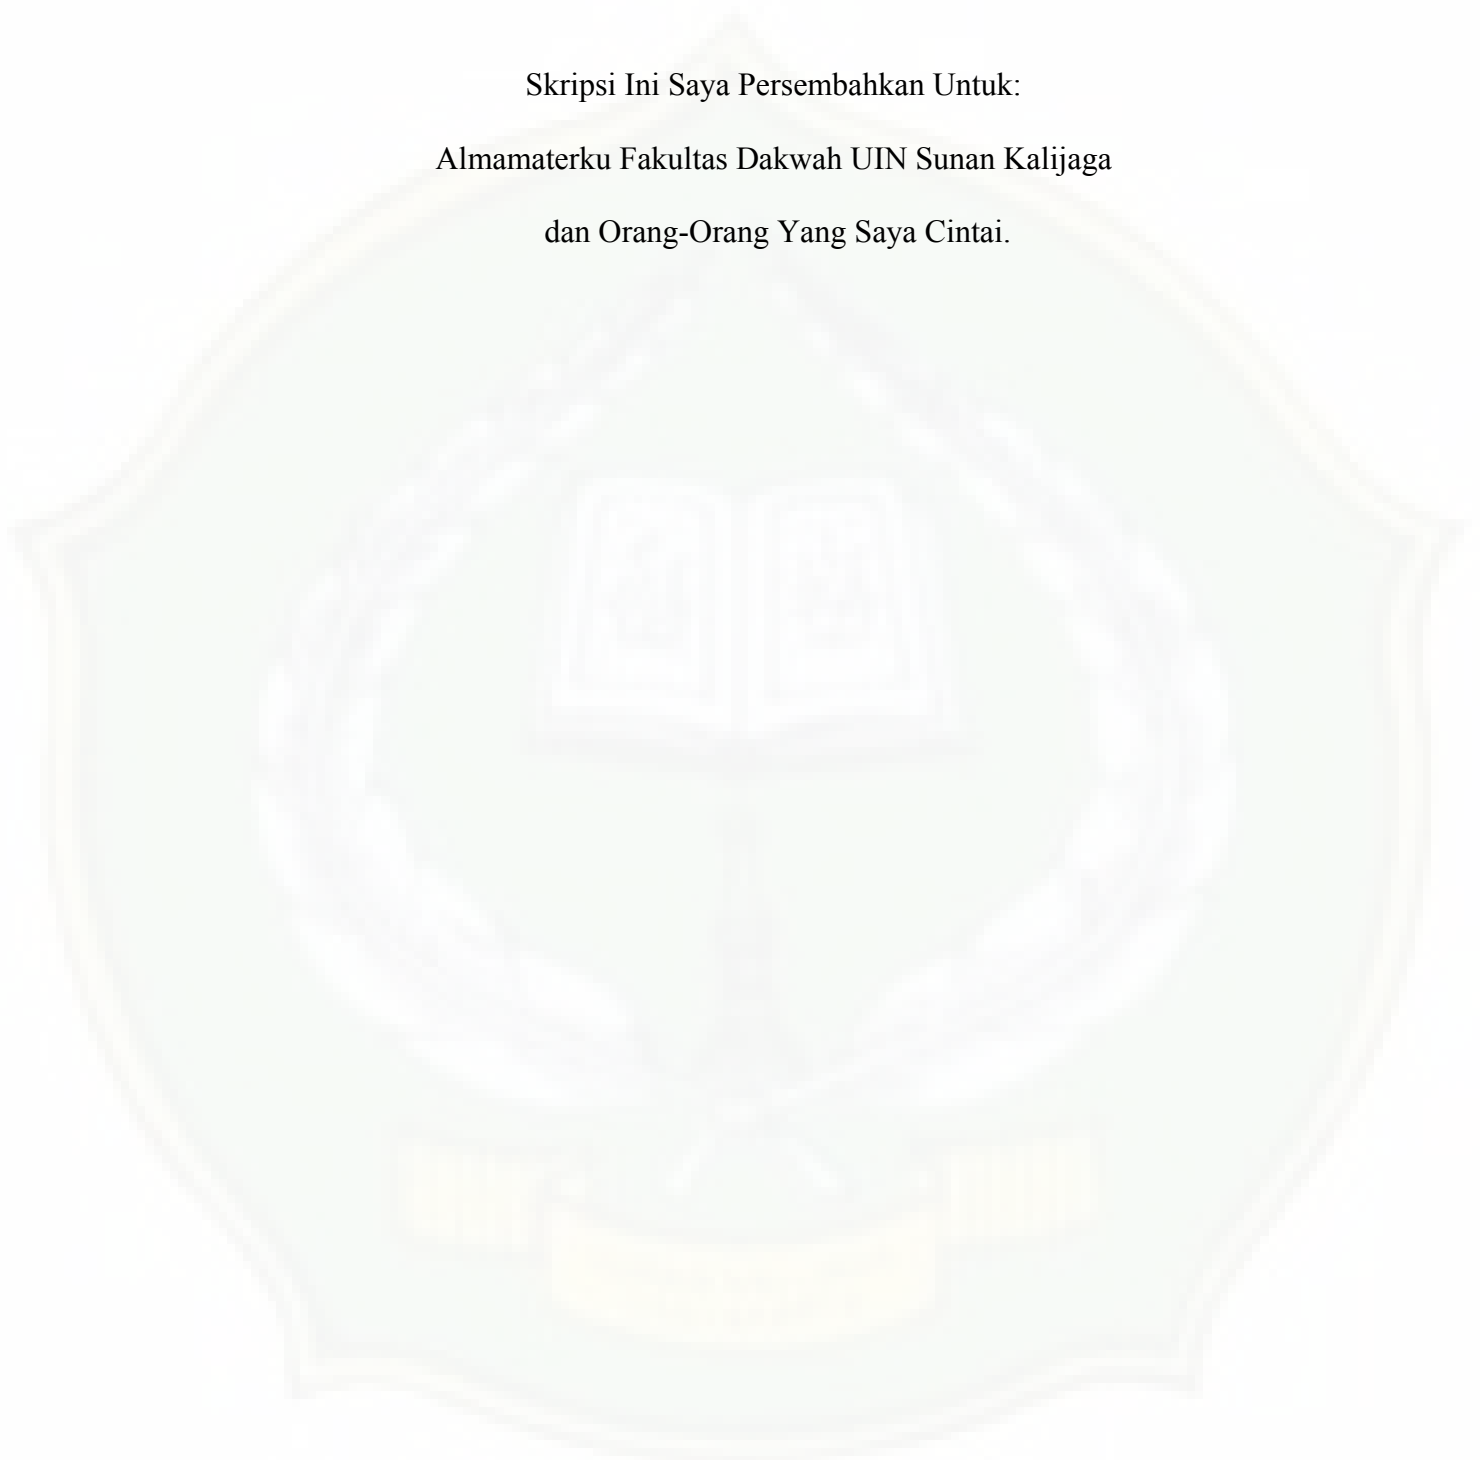 Skripsi Ini Saya Persembahkan Untuk:
Almamaterku Fakultas Dakwah UIN Sunan Kalijaga
dan Orang-Orang Yang Saya Cintai.